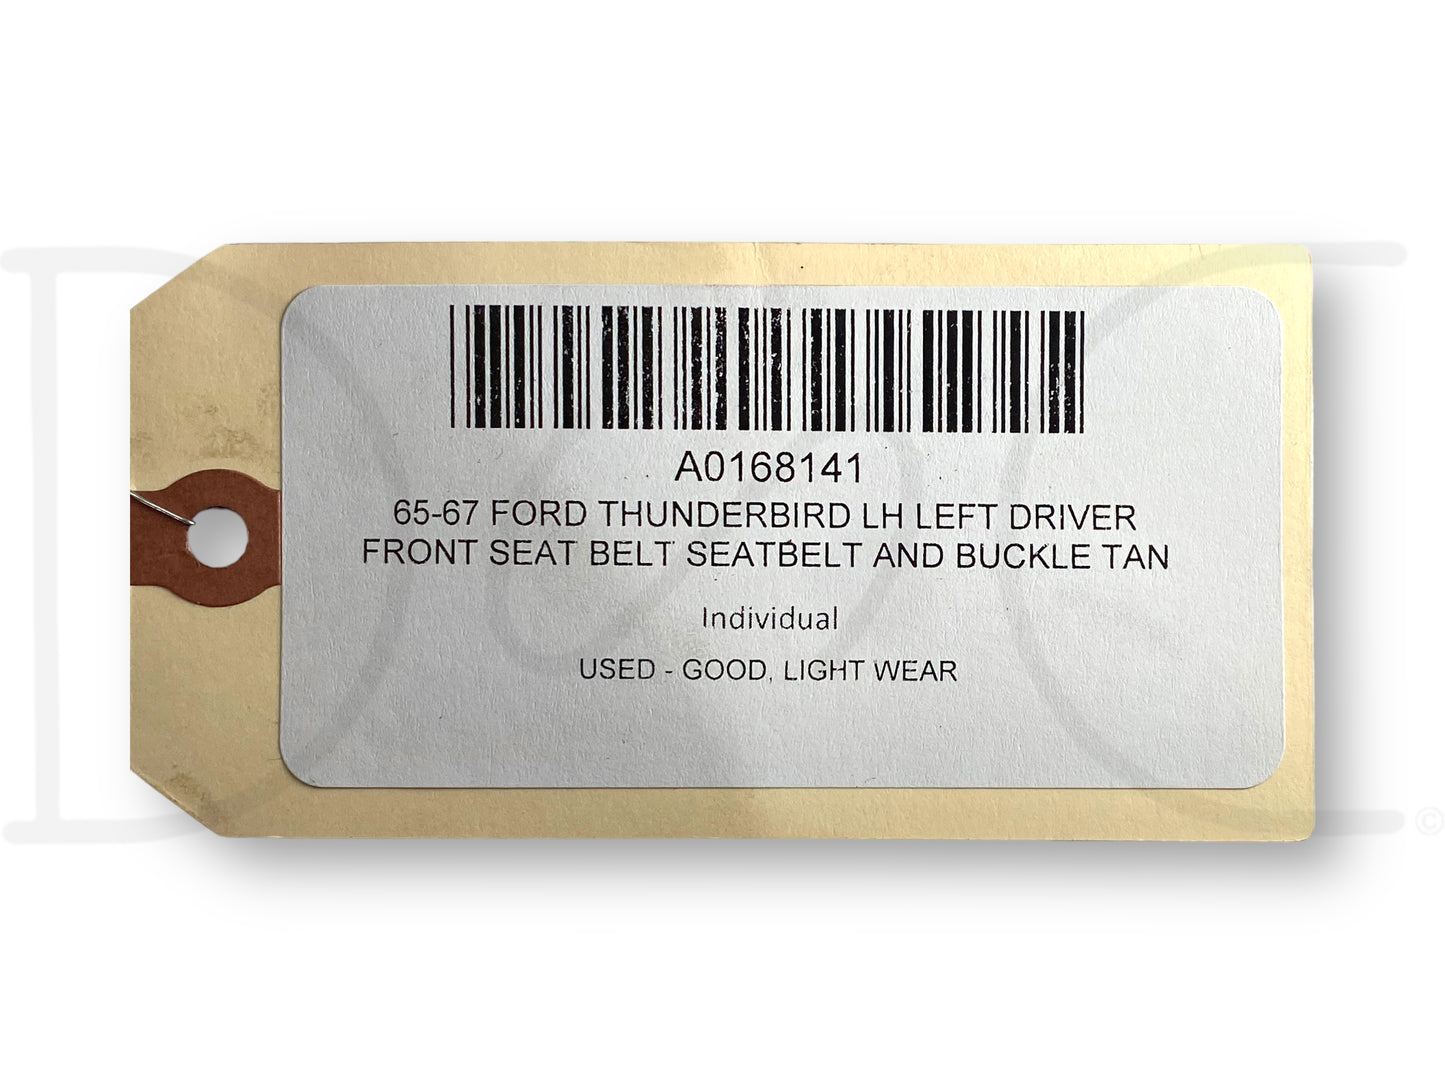 A0168141
65-67 FORD THUNDERBIRD LH LEFT DRIVER
FRONT SEAT BELT SEATBELT AND BUCKLE TAN
Individual
USED - GOOD, LIGHT WEAR
©